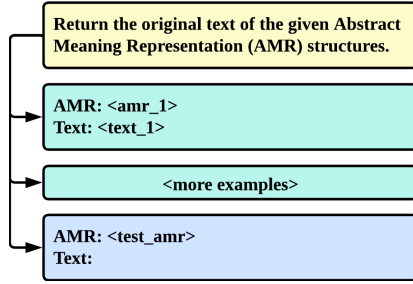 Return the original text of the given Abstract
Meaning Representation (AMR) structures.
AMR: <amr_1>
Text: <text_1>
<more examples>
AMR: <test_amr>
Text: